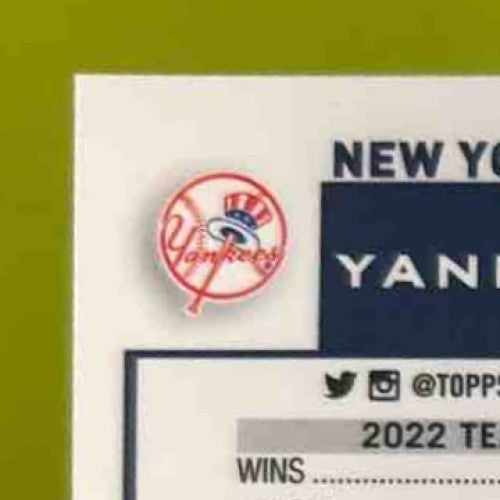 NEW YO
Yankees
YANK
@TOPPS
2022 TE
WINS